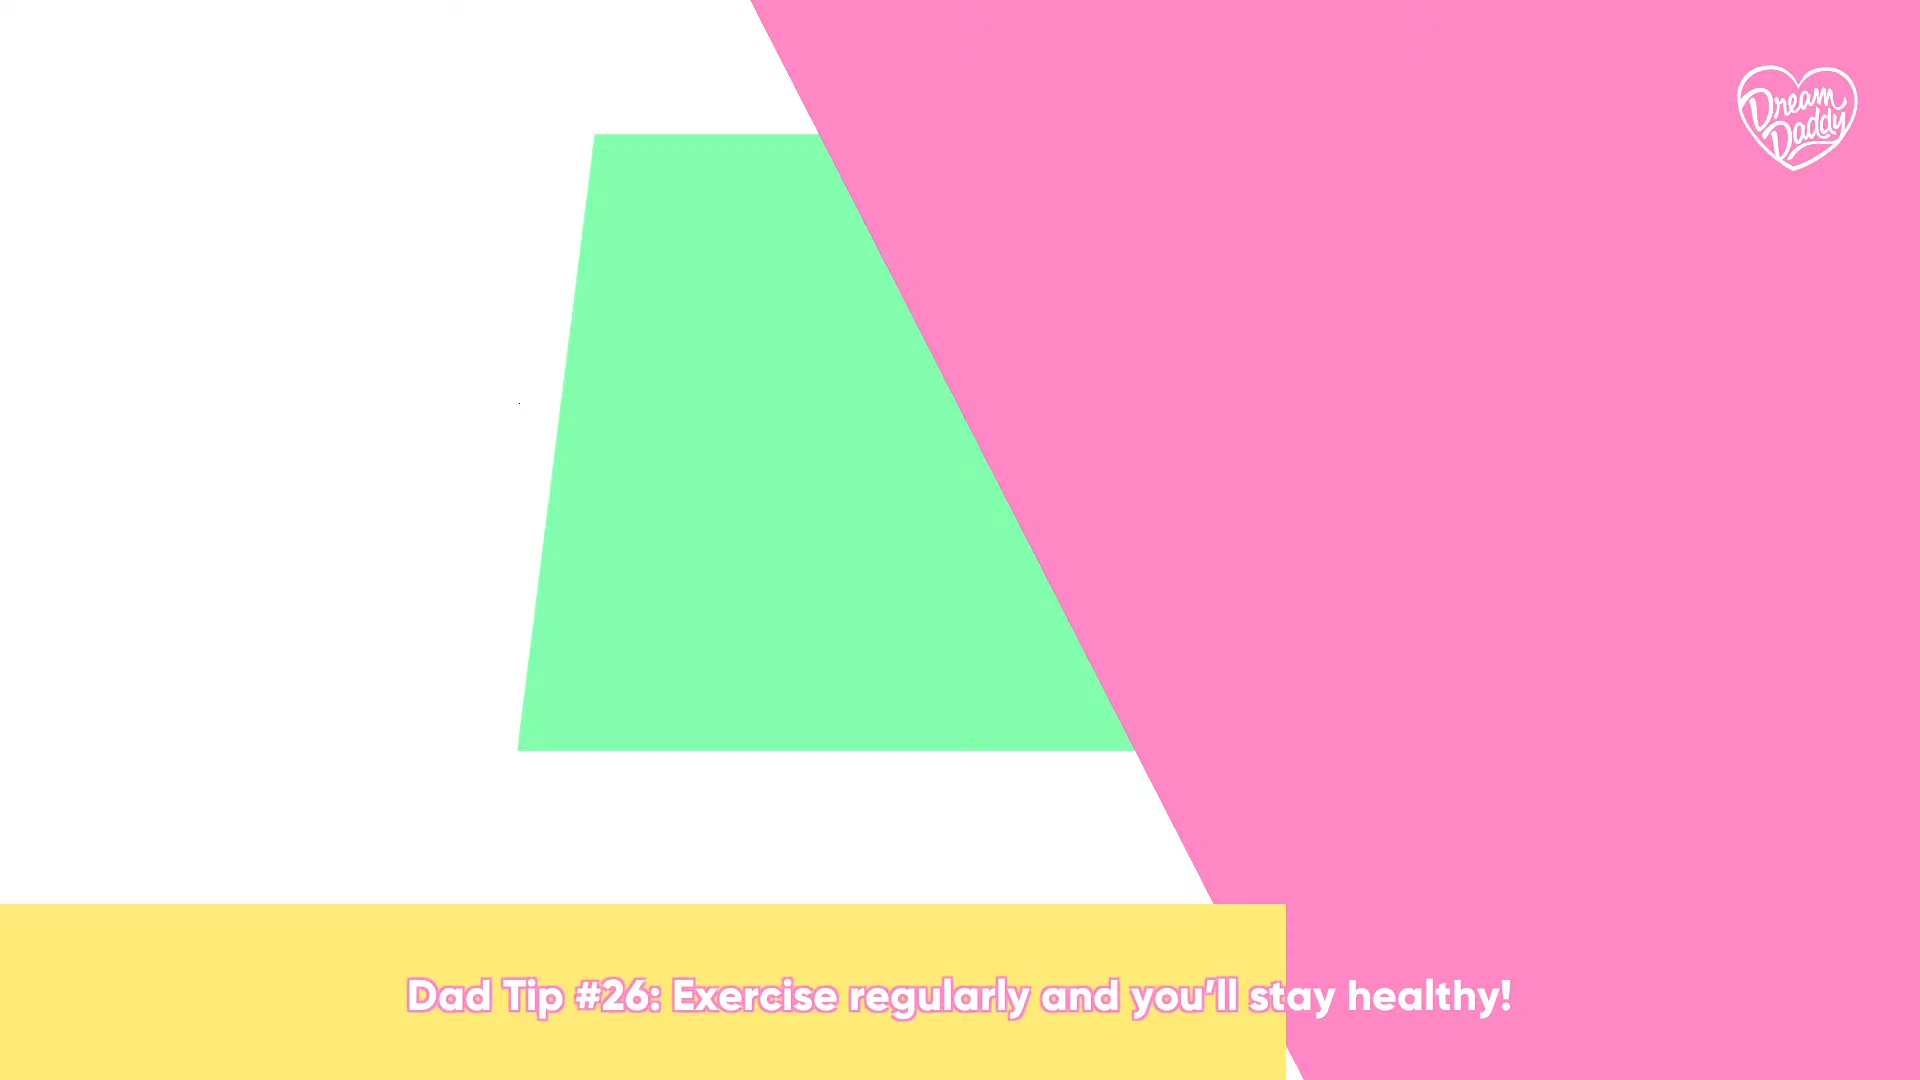 Dream
Daddy
Dad Tip #26: Exercise regularly and you’ll stay healthy!